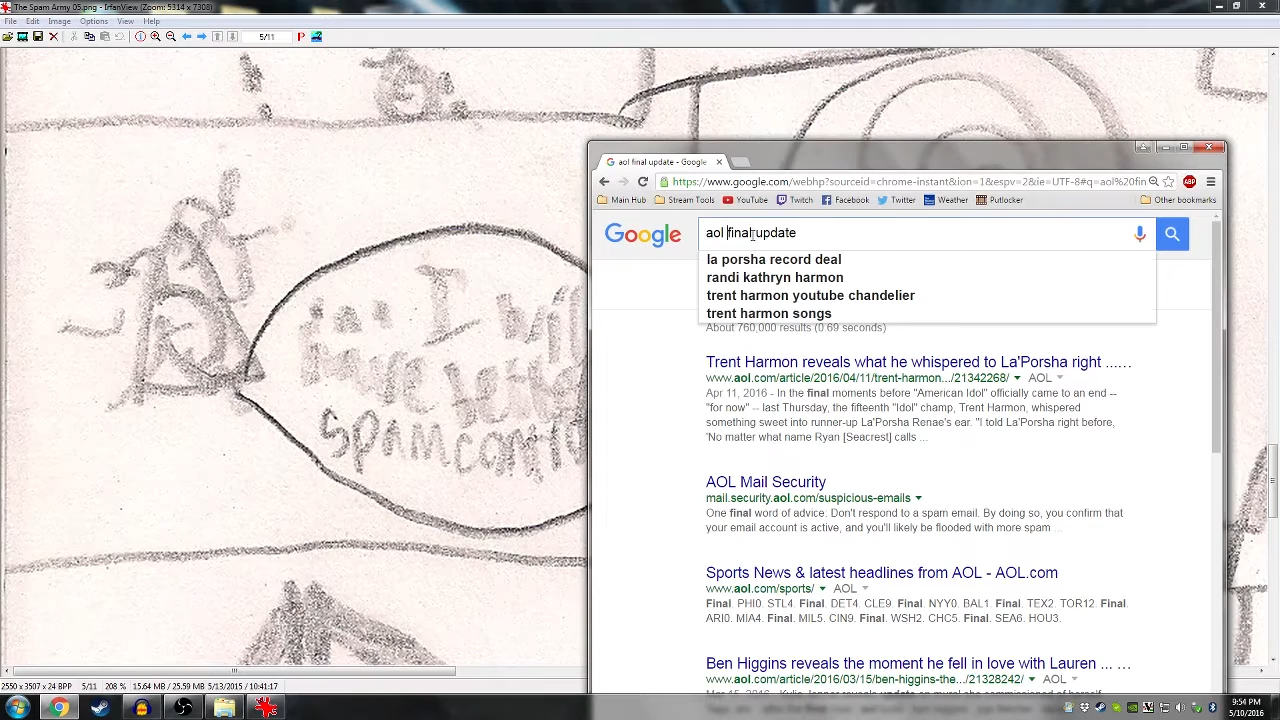 The Spam Army 05.png - IrfanView (Zoom: 5314 x 7308)
File Edit Image Options View Help
5/11
I
have bette
Spam contro
aol final update - Google
https://www.google.com/webhp?sourceid=chrome-instant&ion=1&espv=2&ie=UTF-8#q=aol%20fin
Main Hub Stream Tools YouTube Twitch Facebook Twitter Weather Putlocker Other bookmarks
Google aol final update
la porsha record deal
randi kathryn harmon
trent harmon youtube chandelier
trent harmon songs
About 760,000 results (0.69 seconds)
Trent Harmon reveals what he whispered to La'Porsha right ......
www.aol.com/article/2016/04/11/trent-harmon.../21342268/ AOL
Apr 11, 2016 - In the final moments before "American Idol" officially came to an end --
"for now" -- last Thursday, the fifteenth "Idol" champ, Trent Harmon, whispered
something sweet into runner-up La'Porsha Renae's ear. "I told La'Porsha right before,
'No matter what name Ryan [Seacrest] calls ...
AOL Mail Security
mail.security.aol.com/suspicious-emails
One final word of advice. Don't respond to a spam email. By doing so, you confirm that
your email account is active, and you'll likely be flooded with more spam ...
Sports News & latest headlines from AOL - AOL.com
www.aol.com/sports/ AOL
Final. PHI0. STL4. Final. DET4. CLE9. Final. NYY0. BAL1. Final. TEX2. TOR12. Final.
ARI0. MIA4. Final. MIL5. CIN9. Final. WSH2. CHC5. Final. SEA6. HOU3.
Ben Higgins reveals the moment he fell in love with Lauren ... ...
www.aol.com/article/2016/03/15/ben-higgins-the.../21328242/ AOL
2550 x 3507 x 24 BPP 5/11 208 % 15.64 MB / 25.59 MB 5/13/2015 / 10:41:17
9:54 PM
5/10/2016